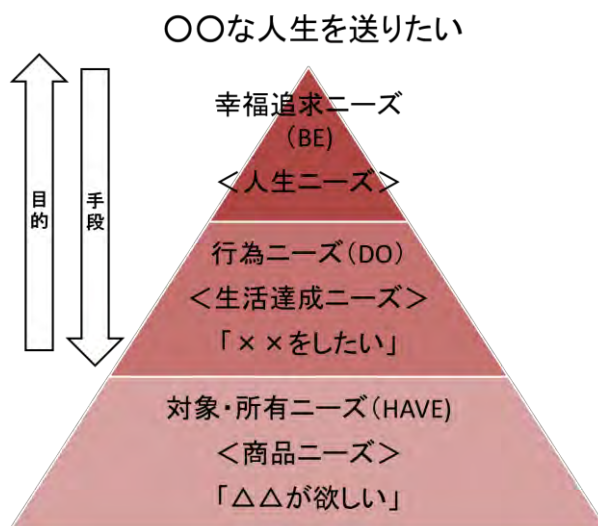 〇〇な人生を送りたい
幸福追求ニーズ
(BE)
＜人生ニーズ＞
目的
手段
行為ニーズ(DO)
＜生活達成ニーズ＞
「××をしたい」
対象・所有ニーズ(HAVE)
＜商品ニーズ＞
「△△が欲しい」